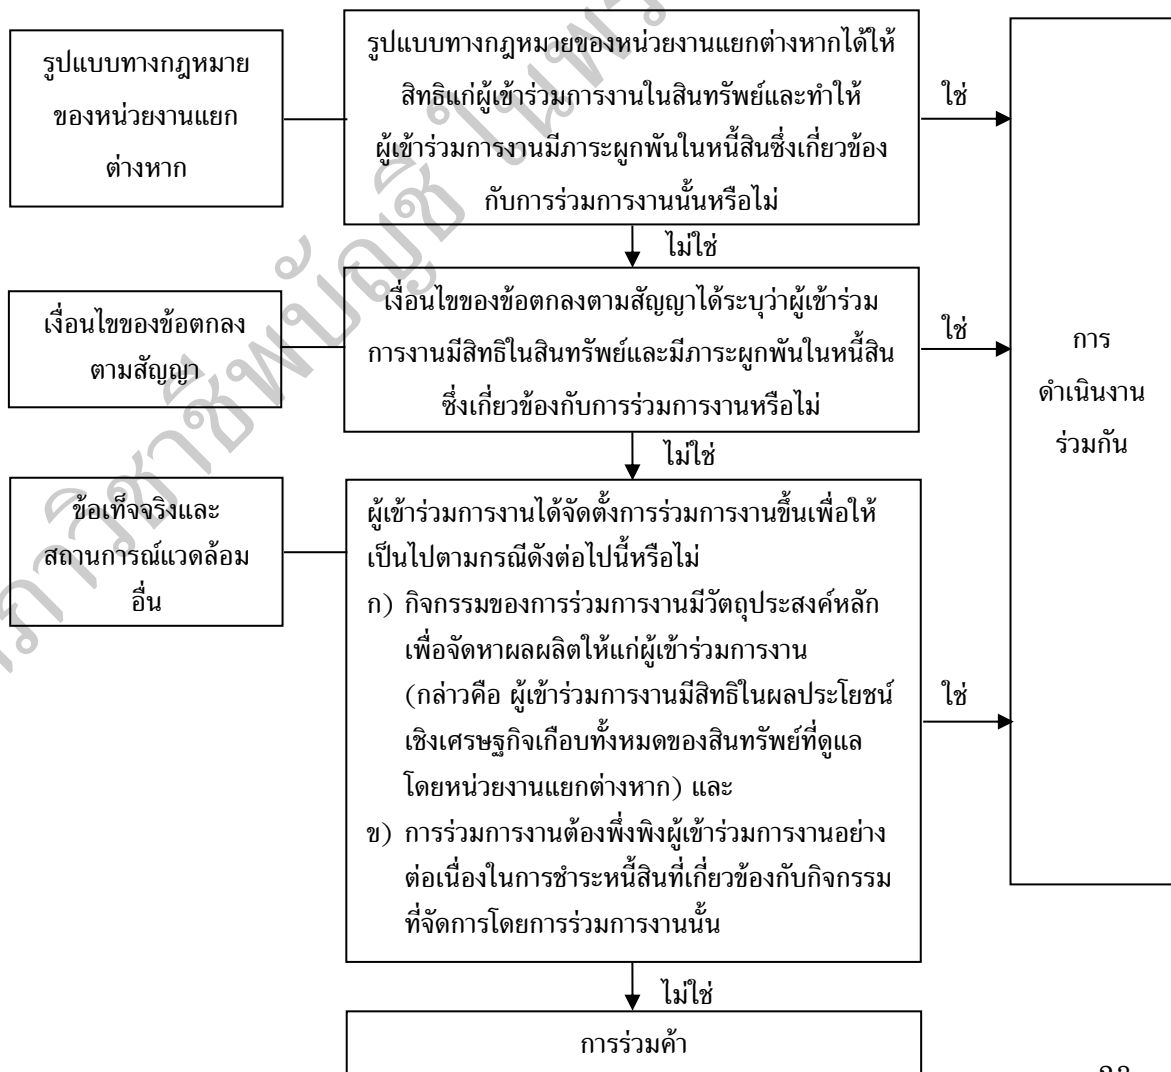 รูปแบบทางกฎหมาย
ของหน่วยงานแยก
ต่างหาก
รูปแบบทางกฎหมายของหน่วยงานแยกต่างหากได้ให้
สิทธิแก่ผู้เข้าร่วมการงานในสินทรัพย์และทำให้
ผู้เข้าร่วมการงานมีภาระผูกพันในหนี้สินซึ่งเกี่ยวข้อง
กับการร่วมการงานนั้นหรือไม่
ใช่
ไม่ใช่
เงื่อนไขของข้อตกลง
ตามสัญญา
เงื่อนไขของข้อตกลงตามสัญญาได้ระบุว่าผู้เข้าร่วม
การงานมีสิทธิในสินทรัพย์และมีภาระผูกพันในหนี้สิน
ซึ่งเกี่ยวข้องกับการร่วมการงานหรือไม่
ใช่
การ
ดำเนินงาน
ร่วมกัน
ไม่ใช่
ข้อเท็จจริงและ
สถานการณ์แวดล้อม
อื่น
ผู้เข้าร่วมการงานได้จัดตั้งการร่วมการงานขึ้นเพื่อให้
เป็นไปตามกรณีดังต่อไปนี้หรือไม่
ก) กิจกรรมของการร่วมการงานมีวัตถุประสงค์หลัก
เพื่อจัดหาผลผลิตให้แก่ผู้เข้าร่วมการงาน
(กล่าวคือ ผู้เข้าร่วมการงานมีสิทธิในผลประโยชน์
เชิงเศรษฐกิจเกือบทั้งหมดของสินทรัพย์ที่ดูแล
โดยหน่วยงานแยกต่างหาก) และ
ข) การร่วมการงานต้องพึ่งพิงผู้เข้าร่วมการงานอย่าง
ต่อเนื่องในการชำระหนี้สินที่เกี่ยวข้องกับกิจกรรม
ที่จัดการโดยการร่วมการงานนั้น
ใช่
ไม่ใช่
การร่วมค้า